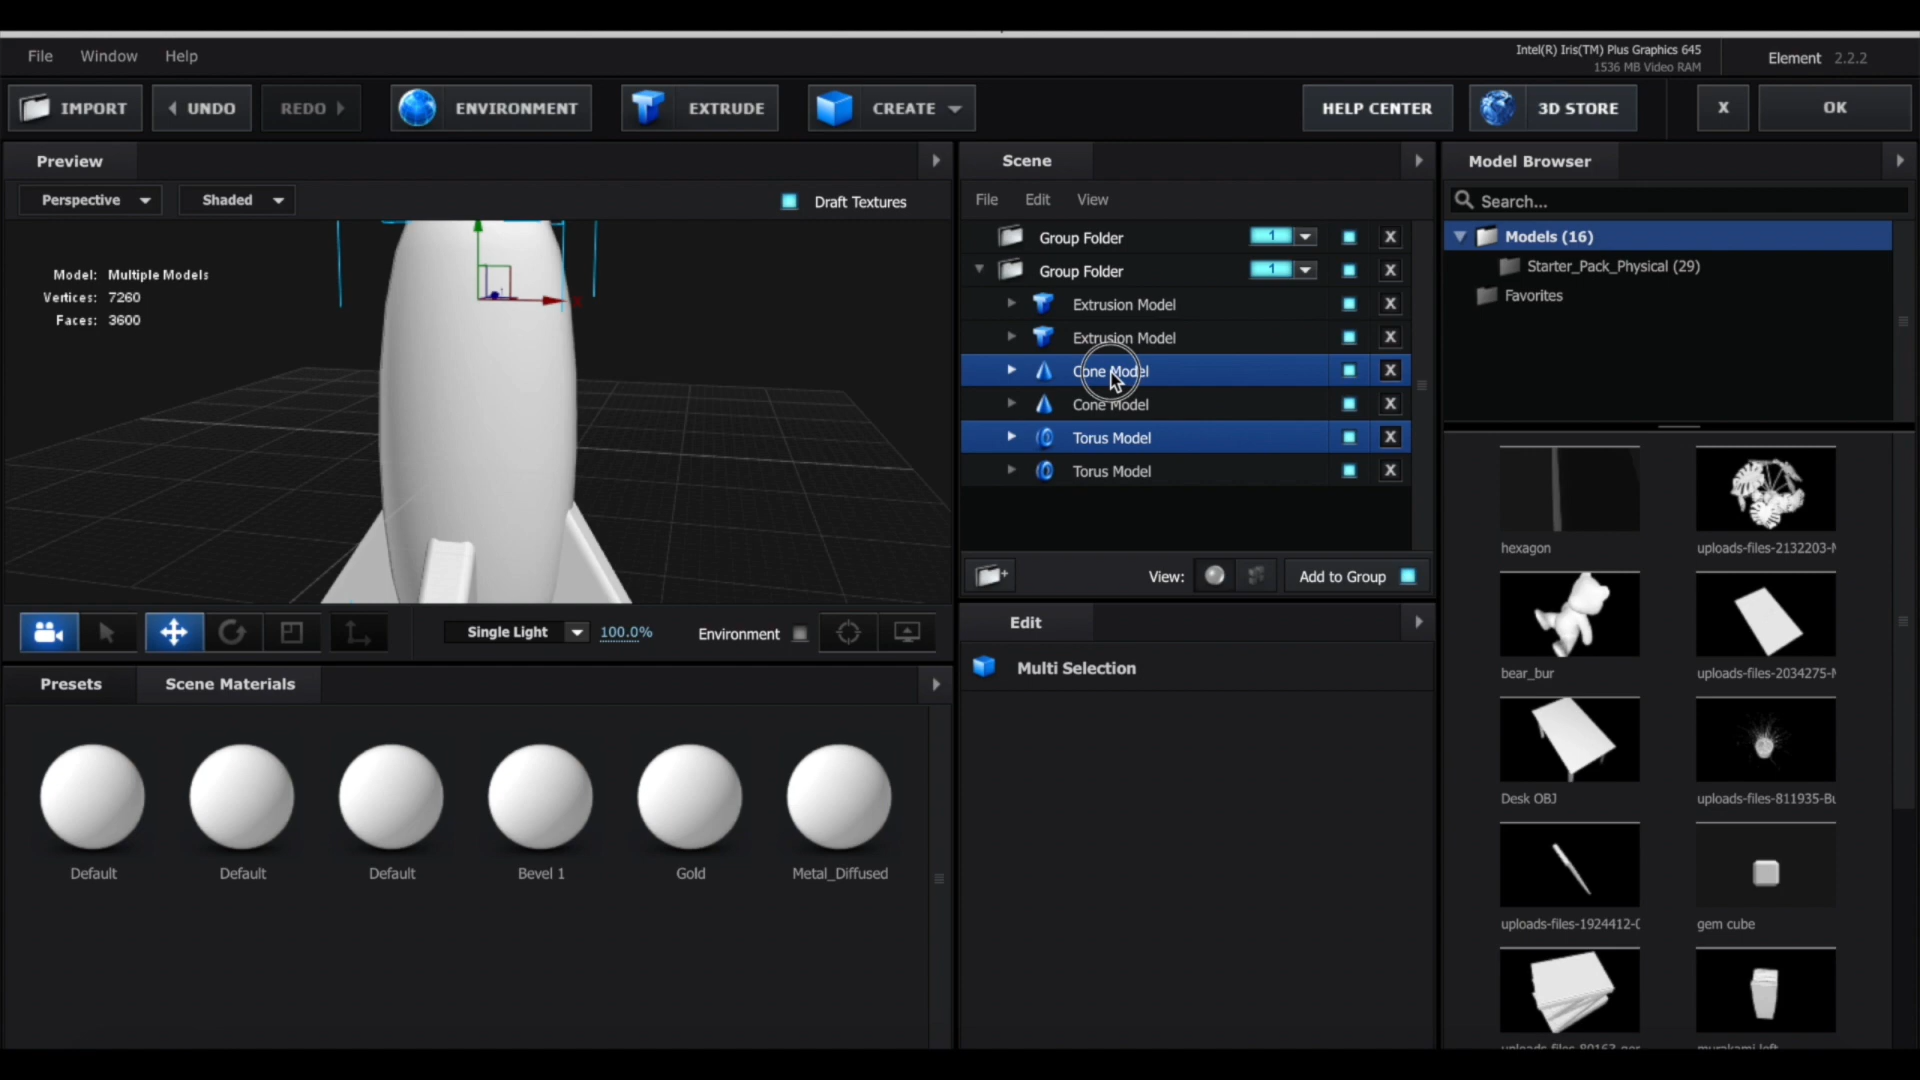 File Window Help
Intel(R) Iris(TM) Plus Graphics 645
1536 MB Video RAM
Element 2.2.2
IMPORT UNDO REDO ENVIRONMENT EXTRUDE CREATE HELP CENTER 3D STORE X OK
Preview
Perspective Shaded Draft Textures
Model: Multiple Models
Vertices: 7260
Faces: 3600
Single Light 100.0% Environment
Presets Scene Materials
Default Default Default Bevel 1 Gold Metal_Diffused
Scene
File Edit View
Group Folder 1 X
Group Folder 1 X
Extrusion Model X
Extrusion Model X
Cone Model X
Cone Model X
Torus Model X
Torus Model X
View: Add to Group
Edit
Multi Selection
Model Browser
Search...
Models (16)
Starter_Pack_Physical (29)
Favorites
hexagon uploads-files-2132203-
bear_bur uploads-files-2034275-
Desk OBJ uploads-files-811935-Bu
uploads-files-1924412- gem cube